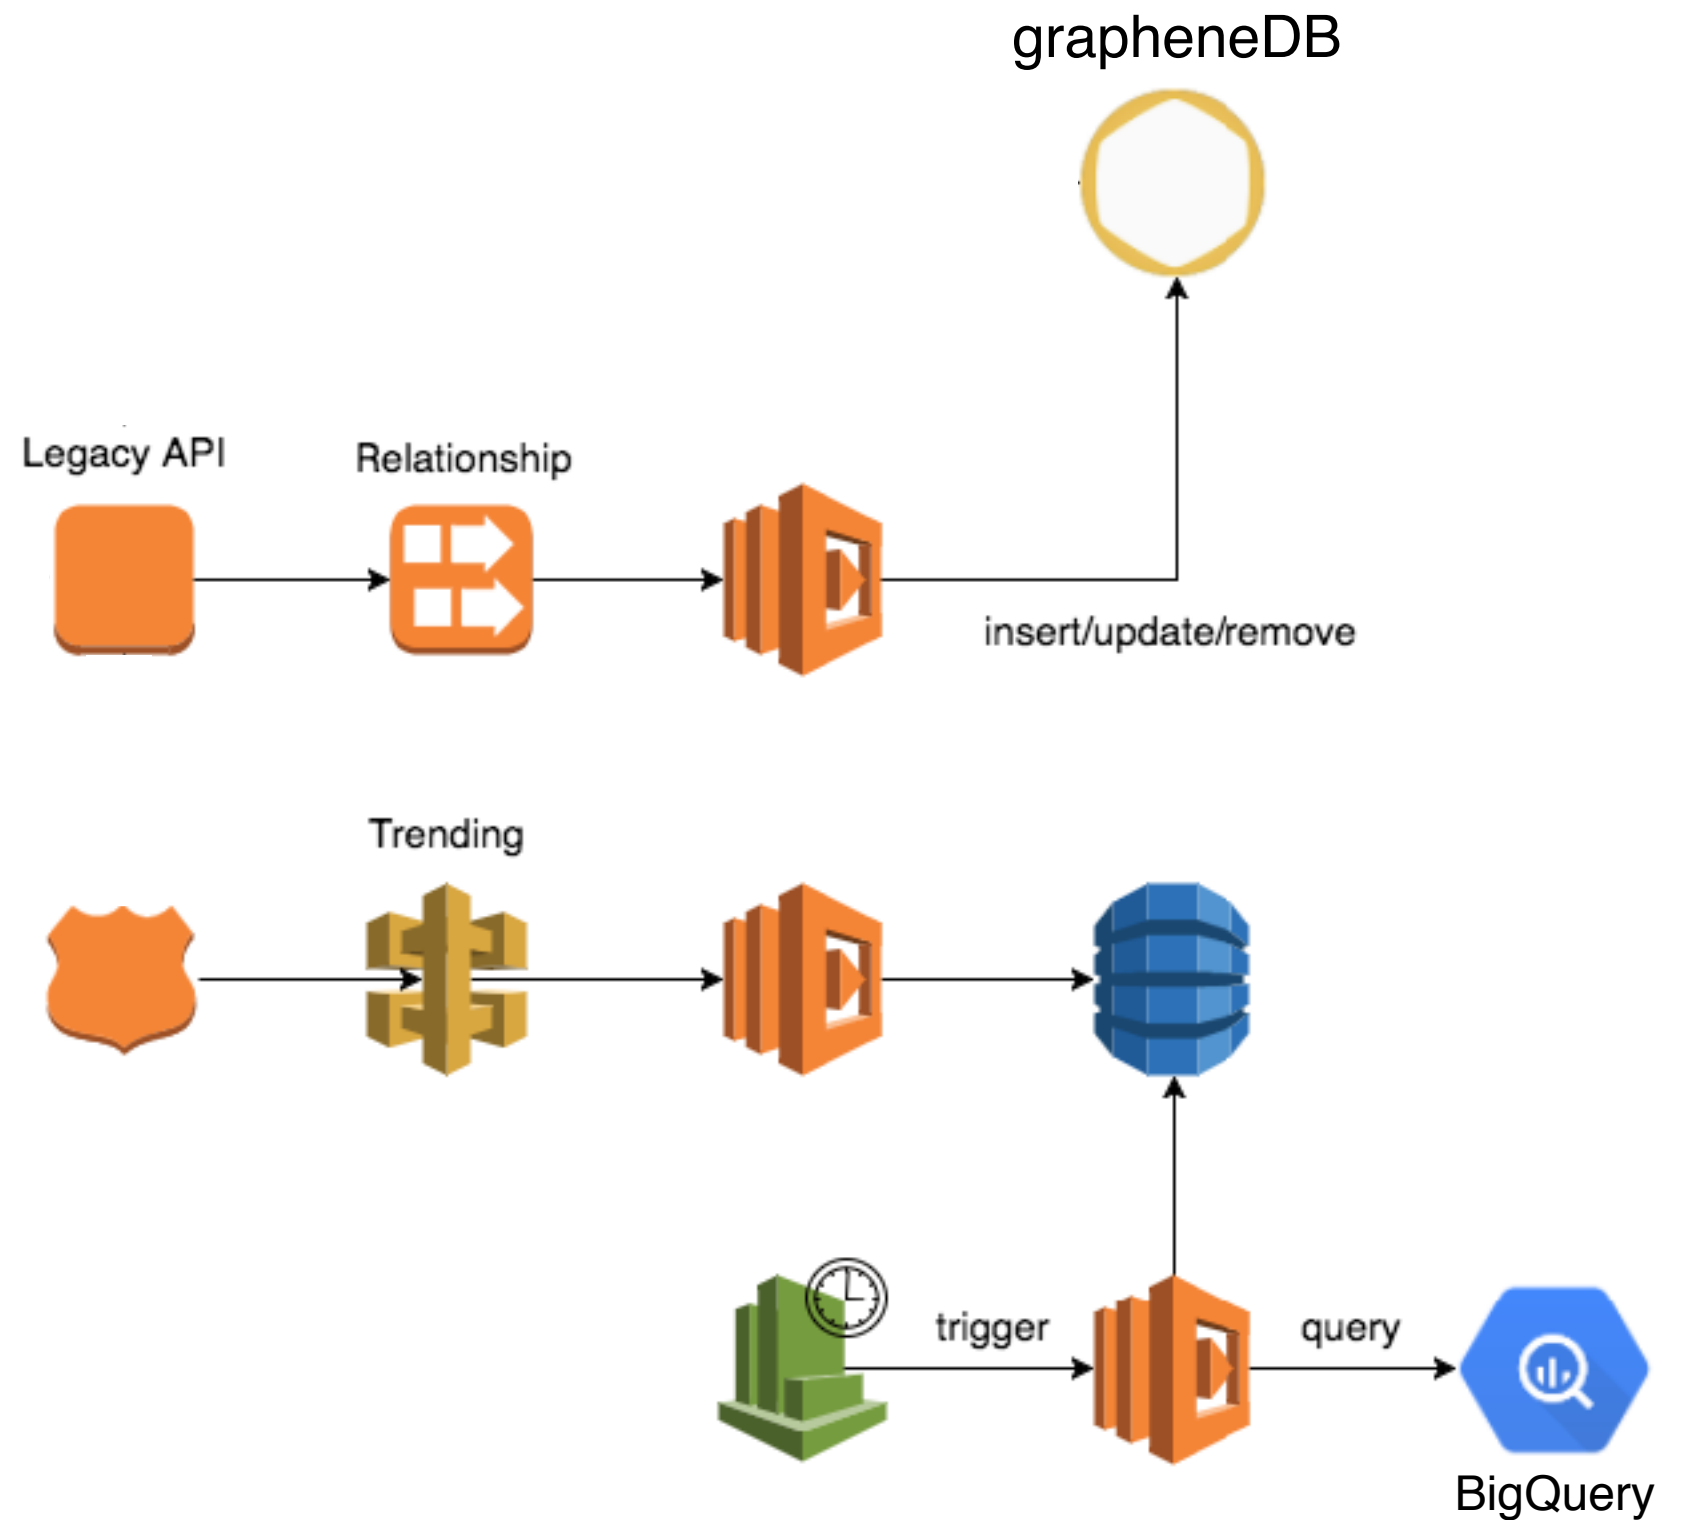 grapheneDB
Legacy API
Relationship
insert/update/remove
Trending
trigger
query
BigQuery